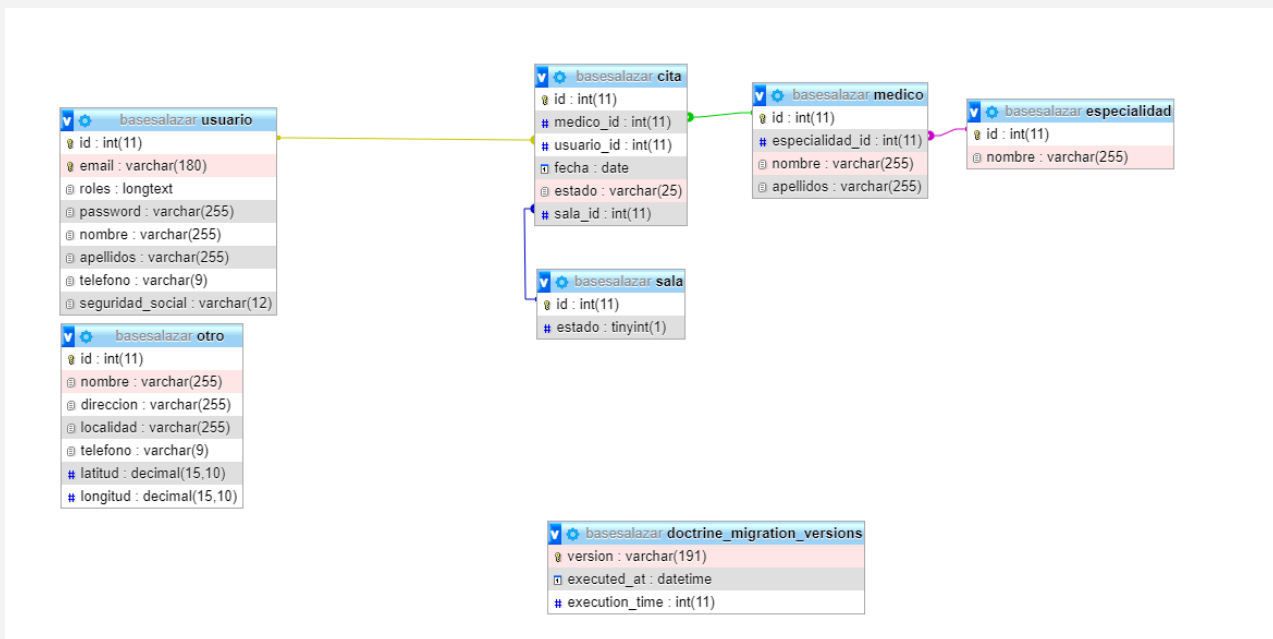 basesalazar usuario
id : int(11)
email : varchar(180)
roles : longtext
password : varchar(255)
nombre : varchar(255)
apellidos : varchar(255)
telefono : varchar(9)
seguridad_social : varchar(12)
basesalazar otro
id : int(11)
nombre : varchar(255)
direccion : varchar(255)
localidad : varchar(255)
telefono : varchar(9)
# latitud : decimal(15,10)
# longitud : decimal(15,10)
basesalazar cita
id : int(11)
# medico_id : int(11)
# usuario_id : int(11)
fecha : date
estado : varchar(25)
# sala_id : int(11)
basesalazar sala
id : int(11)
# estado : tinyint(1)
basesalazar medico
id : int(11)
# especialidad_id : int(11)
nombre : varchar(255)
apellidos : varchar(255)
basesalazar especialidad
id : int(11)
nombre : varchar(255)
basesalazar doctrine_migration_versions
version : varchar(191)
executed_at : datetime
# execution_time : int(11)